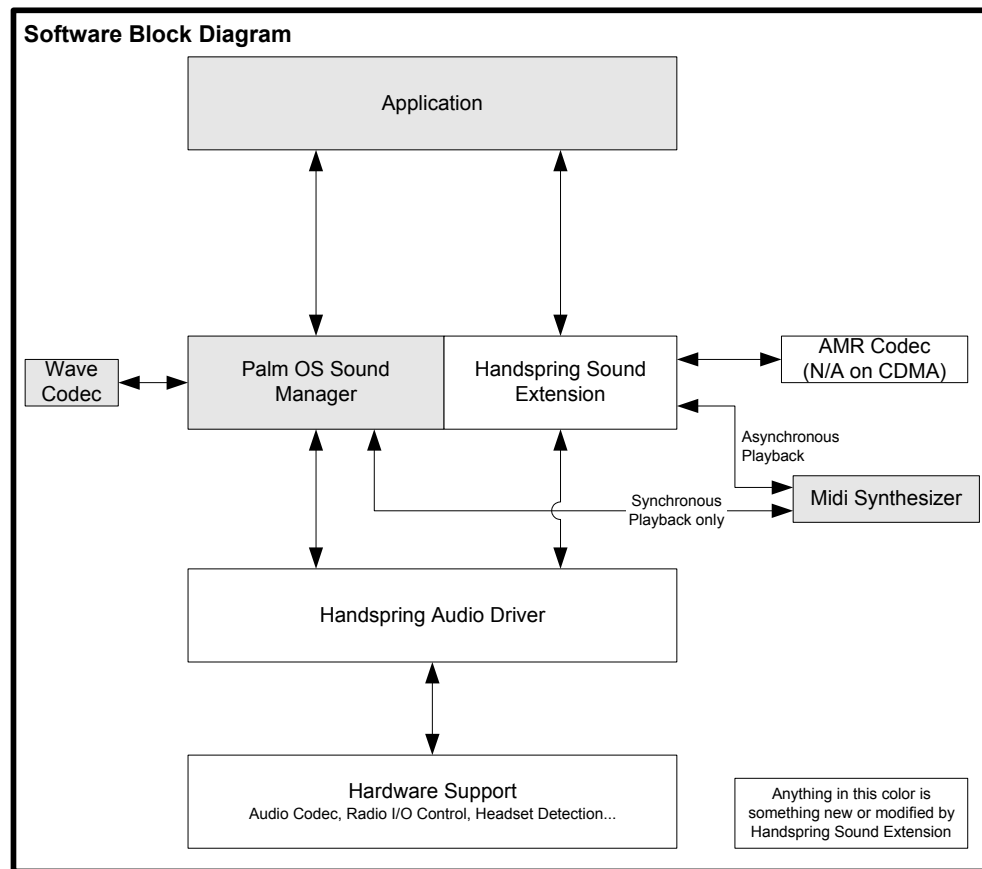 Software Block Diagram
Application
Wave
Codec
Palm OS Sound
Manager
Handspring Sound
Extension
AMR Codec
(N/A on CDMA)
Asynchronous
Playback
Midi Synthesizer
Synchronous
Playback only
Handspring Audio Driver
Hardware Support
Audio Codec, Radio I/O Control, Headset Detection...
Anything in this color is
something new or modified by
Handspring Sound Extension